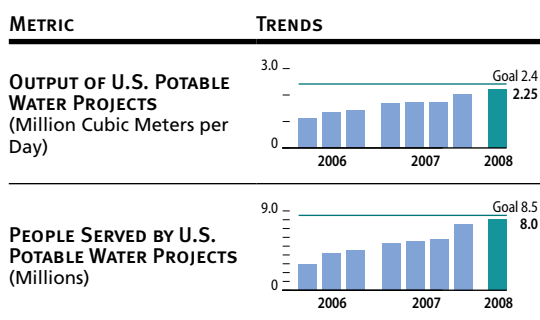 METRIC TRENDS
OUTPUT OF U.S. POTABLE
WATER PROJECTS
(Million Cubic Meters per
Day)
3.0
Goal 2.4
2.25
0
2006 2007 2008
PEOPLE SERVED BY U.S.
POTABLE WATER PROJECTS
(Millions)
9.0
Goal 8.5
8.0
0
2006 2007 2008